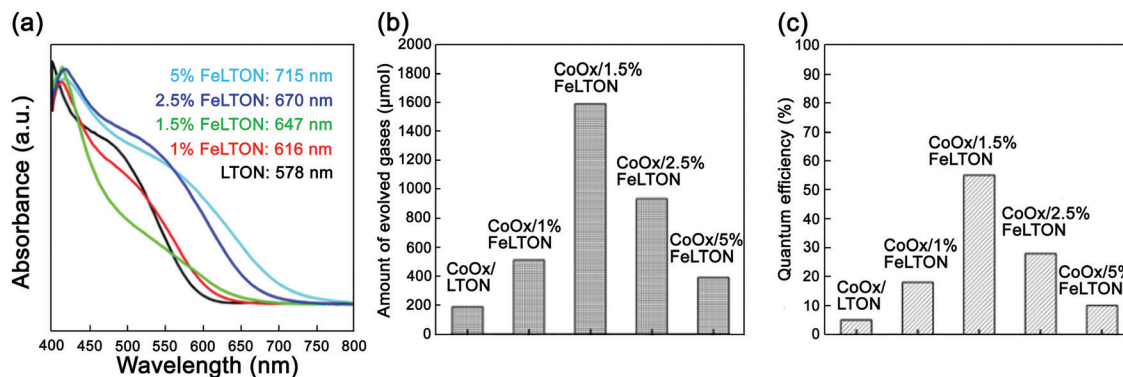 (a)
Absorbance (a.u.)
5% FeLTON: 715 nm
2.5% FeLTON: 670 nm
1.5% FeLTON: 647 nm
1% FeLTON: 616 nm
LTON: 578 nm
400 450 500 550 600 650 700 750 800
Wavelength (nm)
(b)
Amount of evolved gases (μmol)
2000
1800
1600
1400
1200
1000
800
600
400
200
0
CoOx/
LTON
CoOx/1%
FeLTON
CoOx/1.5%
FeLTON
CoOx/2.5%
FeLTON
CoOx/5%
FeLTON
(c)
Quantum efficiency (%)
100
90
80
70
60
50
40
30
20
10
0
CoOx/
LTON
CoOx/1%
FeLTON
CoOx/1.5%
FeLTON
CoOx/2.5%
FeLTON
CoOx/5%
FeLTON